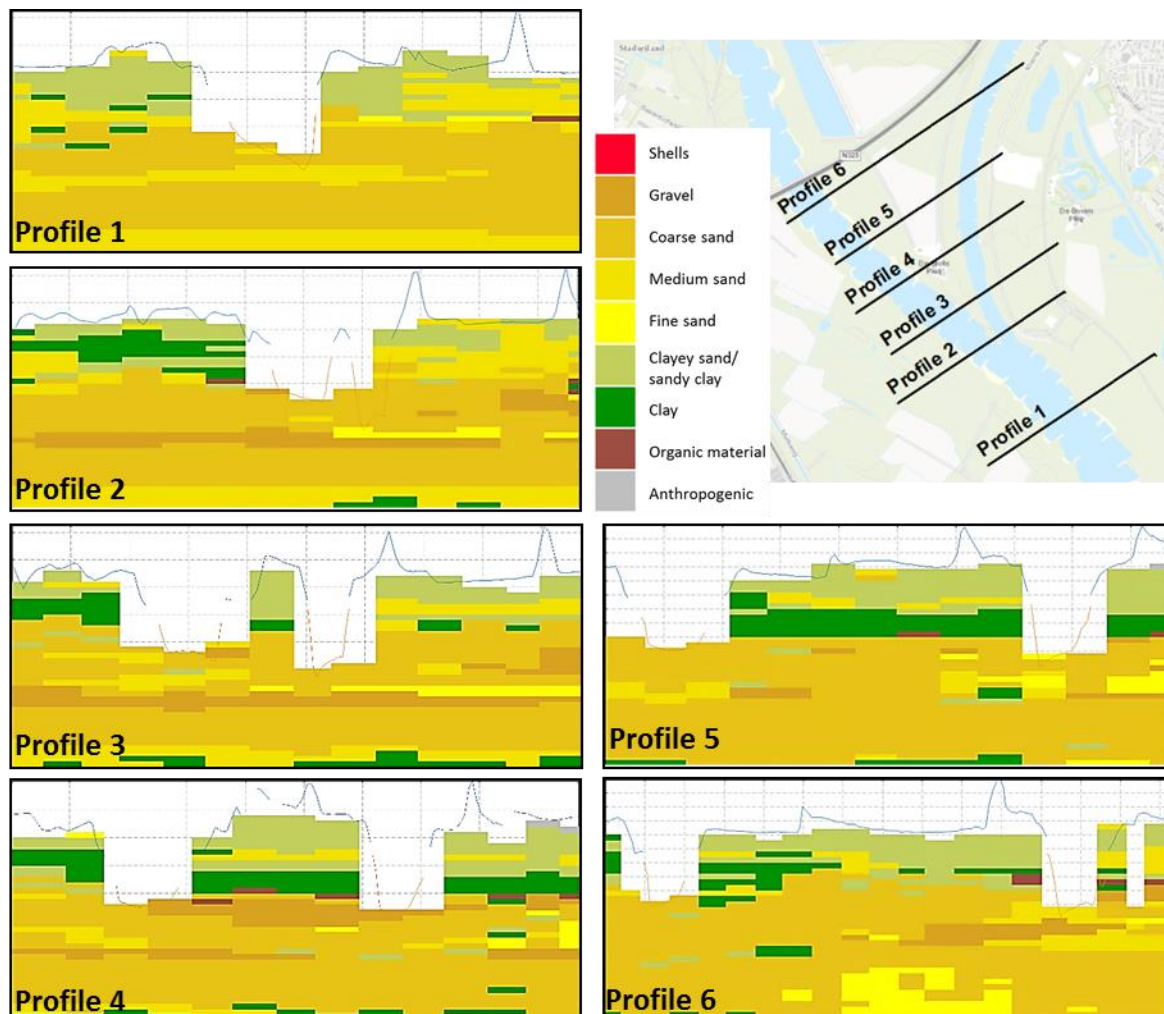 Profile 1
Profile 2
Profile 3
Profile 4
Shells
Gravel
Coarse sand
Medium sand
Fine sand
Clayey sand/
sandy clay
Clay
Organic material
Anthropogenic
N325
Profile 6
Profile 5
Profile 4
Profile 3
Profile 2
Profile 1
Profile 5
Profile 6